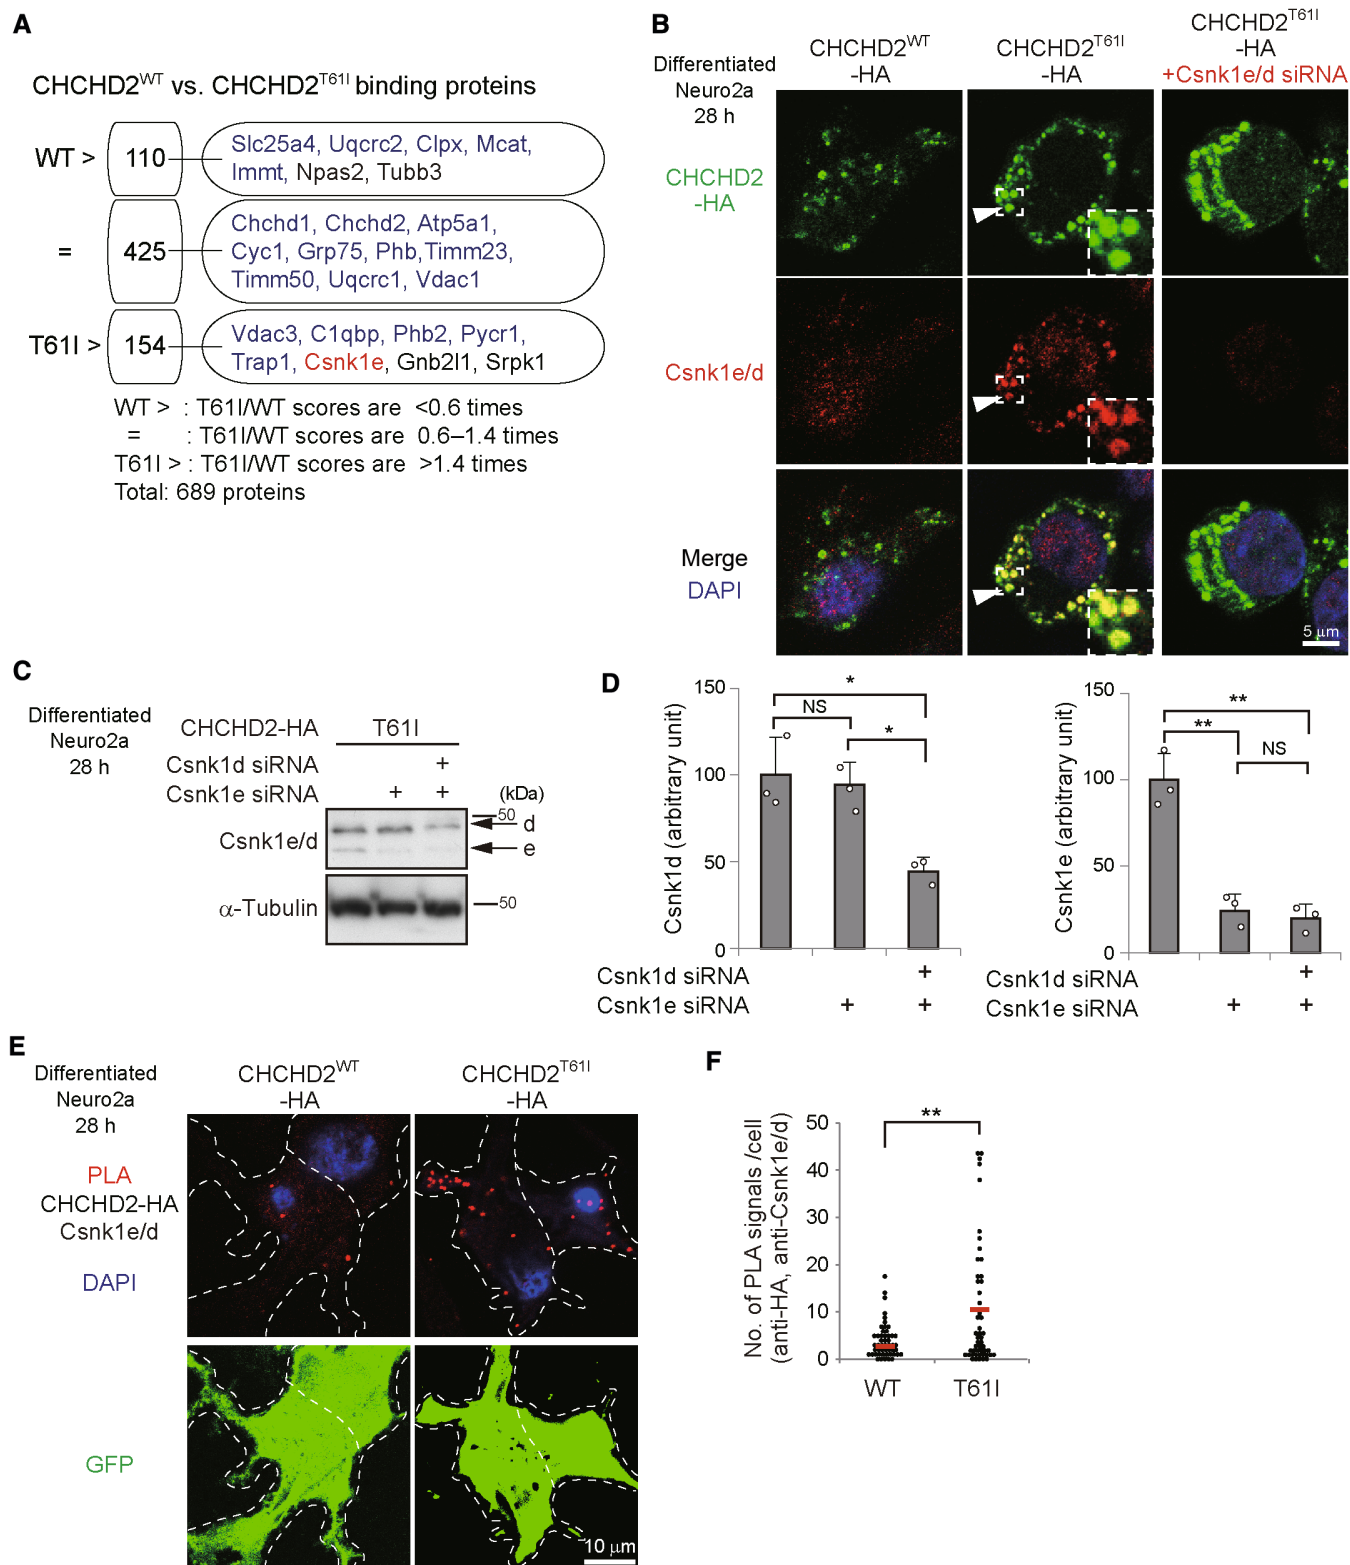 A
CHCHD2WT vs. CHCHD2T61I binding proteins
WT > 110 Slc25a4, Uqcrc2, Clpx, Mcat,
Immt, Npas2, Tubb3
= 425 Chchd1, Chchd2, Atp5a1,
Cyc1, Grp75, Phb,Timm23,
Timm50, Uqcrc1, Vdac1
T61I > 154 Vdac3, C1qbp, Phb2, Pycr1,
Trap1, Csnk1e, Gnb2l1, Srpk1
WT > : T61I/WT scores are <0.6 times
= : T61I/WT scores are 0.6–1.4 times
T61I > : T61I/WT scores are >1.4 times
Total: 689 proteins
B
Differentiated
Neuro2a
28 h
CHCHD2WT
-HA
CHCHD2T61I
-HA
CHCHD2T61I
-HA
+Csnk1e/d siRNA
CHCHD2
-HA
Csnk1e/d
Merge
DAPI
5 µm
C
Differentiated
Neuro2a
28 h
CHCHD2-HA T61I
Csnk1d siRNA +
Csnk1e siRNA + + (kDa)
Csnk1e/d
50
d
e
α-Tubulin
50
D
Csnk1d (arbitrary unit)
150
100
50
0
*
NS
*
Csnk1d siRNA +
Csnk1e siRNA + +
Csnk1e (arbitrary unit)
150
100
50
0
**
**
NS
Csnk1d siRNA +
Csnk1e siRNA + +
E
Differentiated
Neuro2a
28 h
CHCHD2WT
-HA
CHCHD2T61I
-HA
PLA
CHCHD2-HA
Csnk1e/d
DAPI
GFP
10 µm
F
No. of PLA signals /cell
(anti-HA, anti-Csnk1e/d)
50
40
30
20
10
0
**
WT T61I